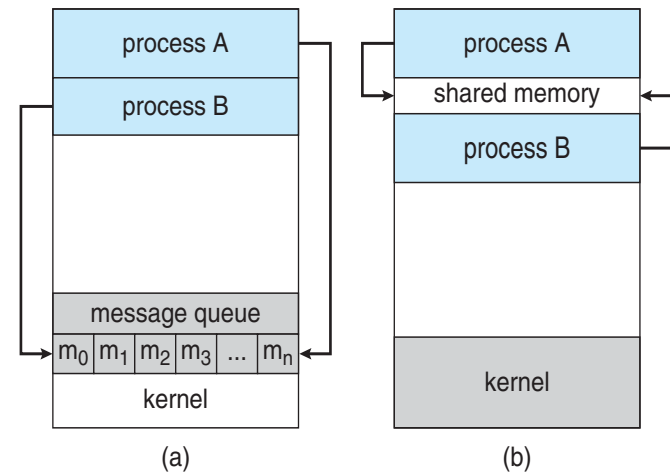 process A
process B
message queue
m0 m1 m2 m3 ... mn
kernel
(a)
process A
shared memory
process B
kernel
(b)